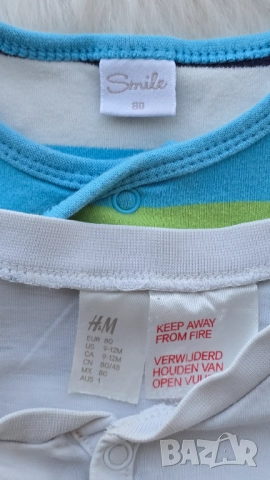 Smile
80
H&M
EUR 80
US 9-12M
CA 9-12M
CN 80/48
MX 80
AUS 1
KEEP AWAY
FROM FIRE
VERWIJDERD
HOUDEN VAN
OPEN VUUR
BAZAR
bg